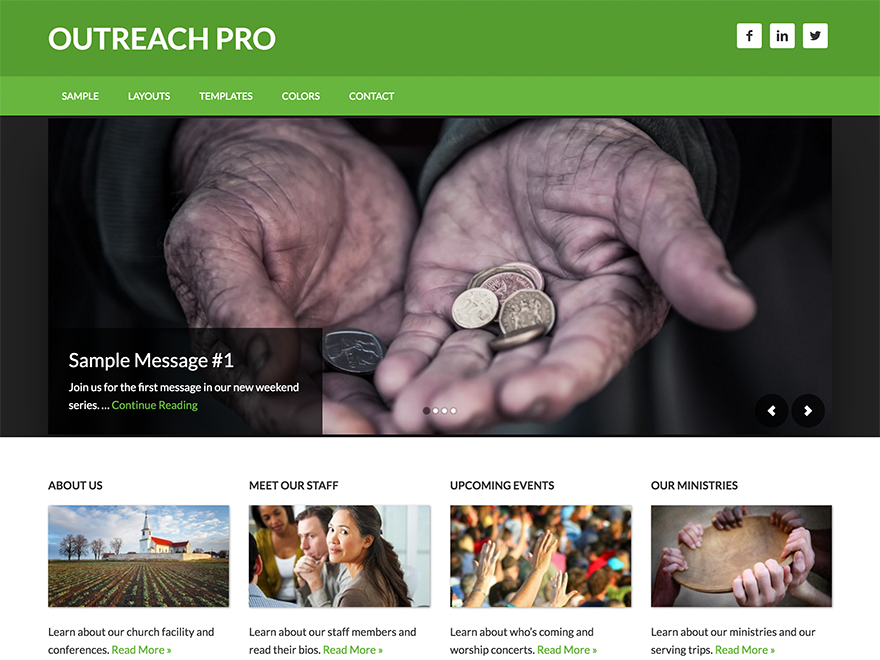 OUTREACH PRO
SAMPLE LAYOUTS TEMPLATES COLORS CONTACT
Sample Message #1
Join us for the first message in our new weekend
series. ... Continue Reading
ABOUT US
Learn about our church facility and
conferences. Read More »
MEET OUR STAFF
Learn about our staff members and
read their bios. Read More »
UPCOMING EVENTS
Learn about who's coming and
worship concerts. Read More »
OUR MINISTRIES
Learn about our ministries and our
serving trips. Read More »